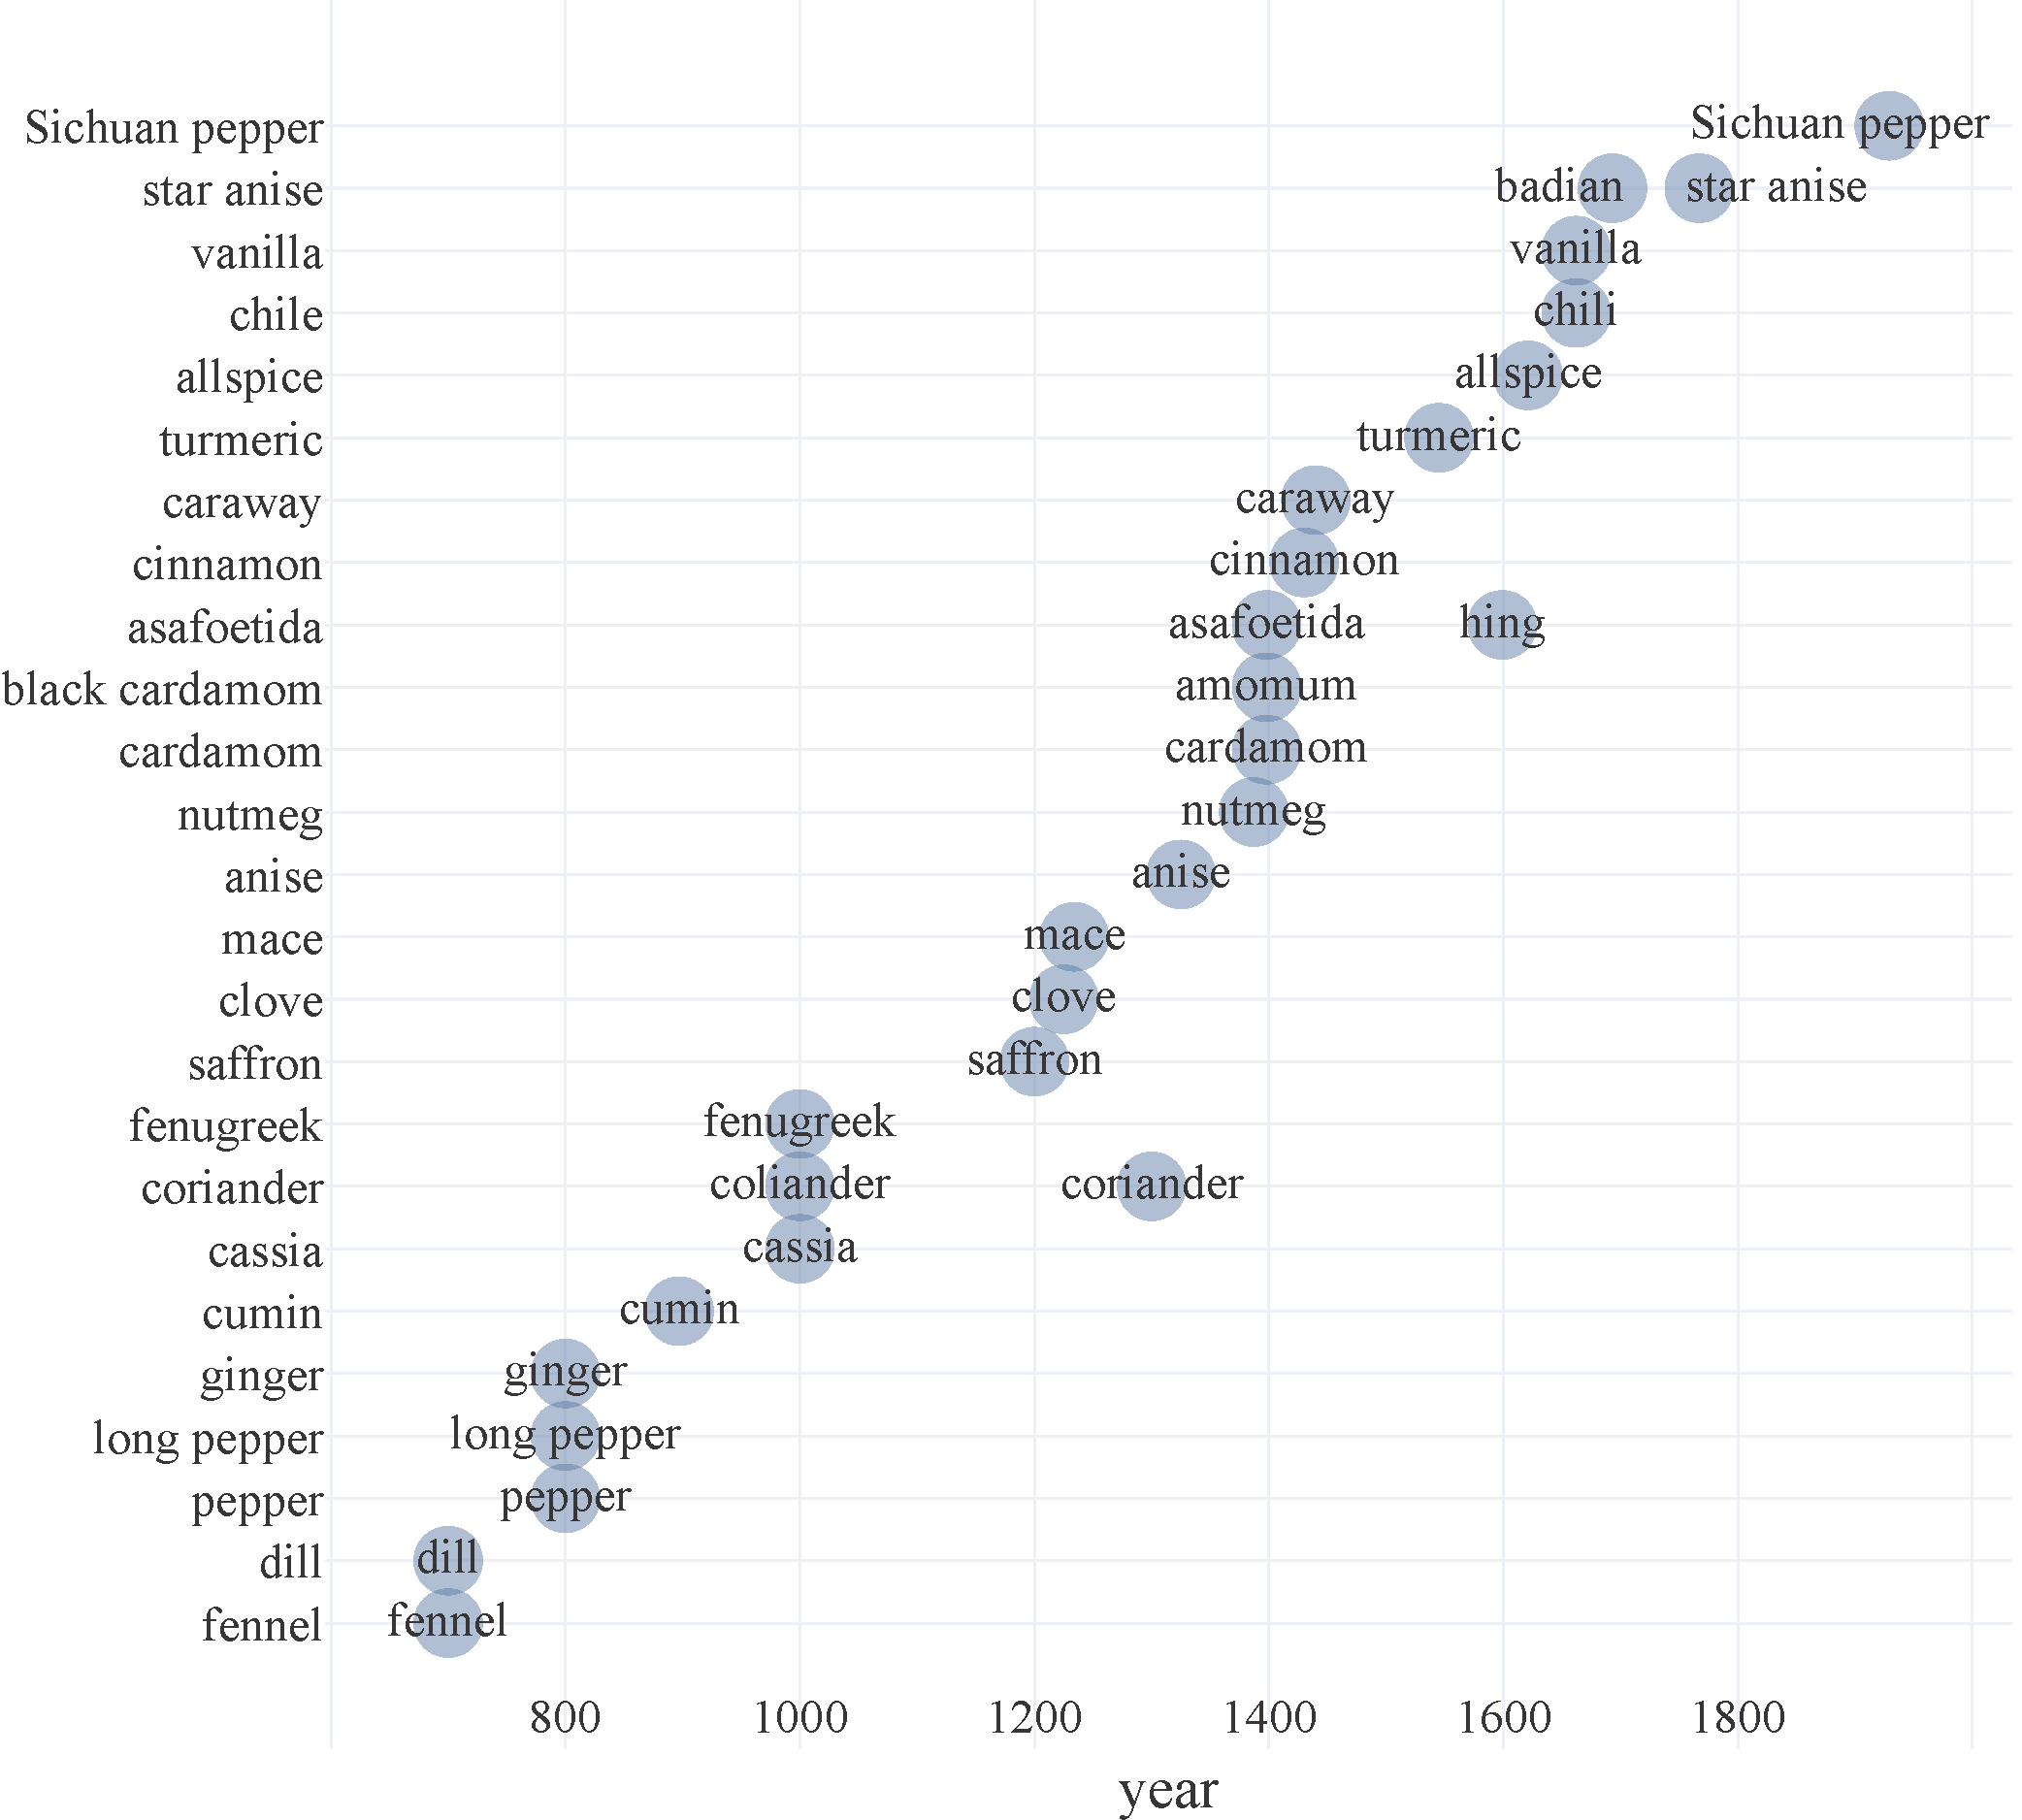 Sichuan pepper Sichuan pepper
star anise badian star anise
vanilla vanilla
chile chili
allspice allspice
turmeric turmeric
caraway caraway
cinnamon cinnamon
asafoetida asafoetida hing
black cardamom amomum
cardamom cardamom
nutmeg nutmeg
anise anise
mace mace
clove clove
saffron saffron
fenugreek fenugreek
coriander coliander coriander
cassia cassia
cumin cumin
ginger ginger
long pepper long pepper
pepper pepper
dill dill
fennel fennel
800 1000 1200 1400 1600 1800
year